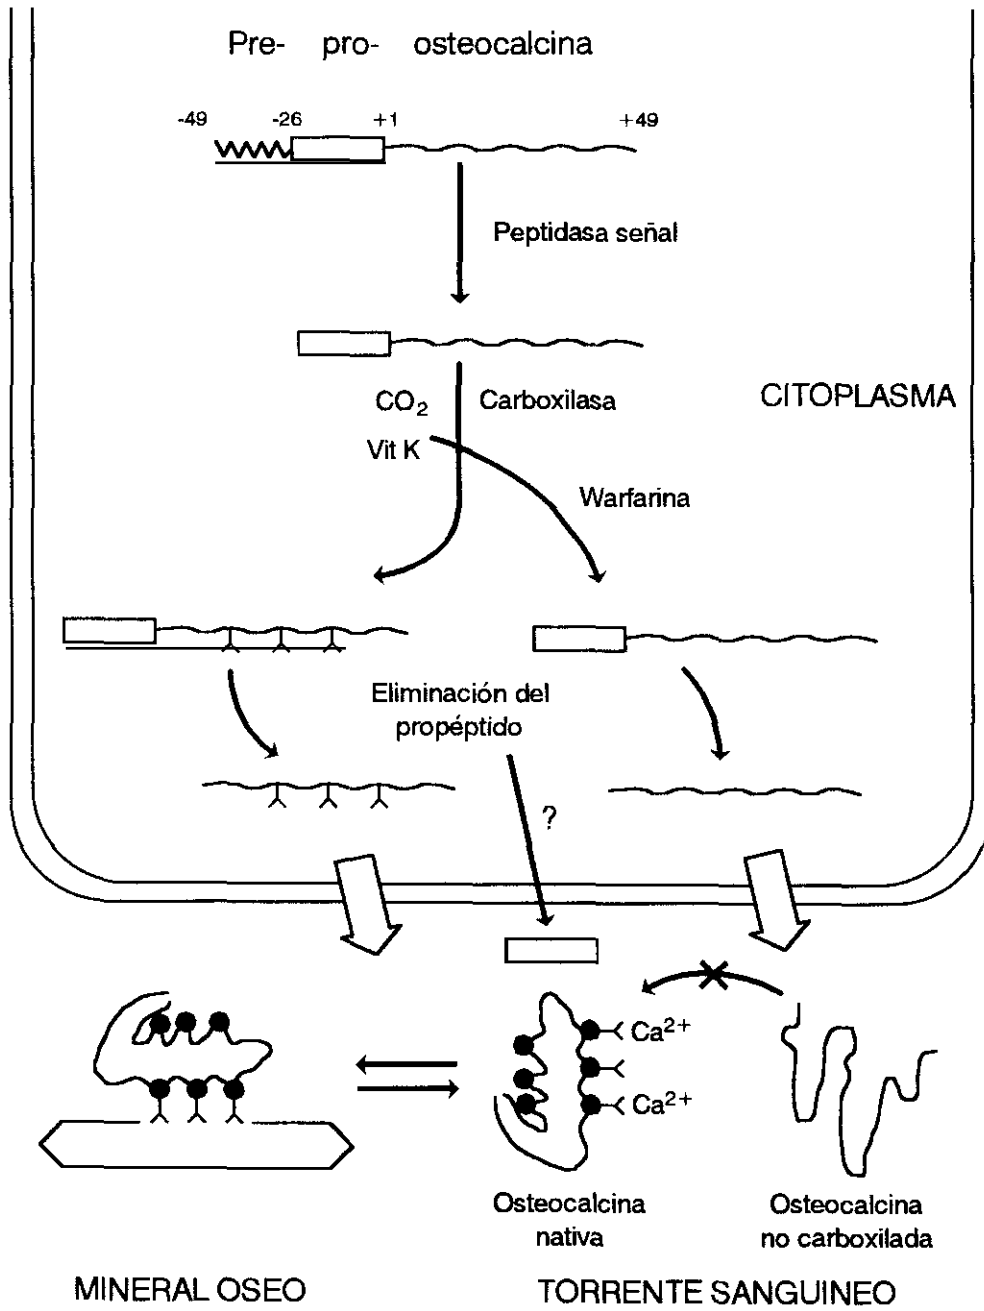 Pre- pro- osteocalcina
-49 -26 +1 +49
Peptidasa señal
CO2 Carboxilasa
CITOPLASMA
Vit K
Warfarina
Eliminación del
propéptido
?
Ca2+
Ca2+
Osteocalcina
nativa
Osteocalcina
no carboxilada
MINERAL OSEO
TORRENTE SANGUINEO